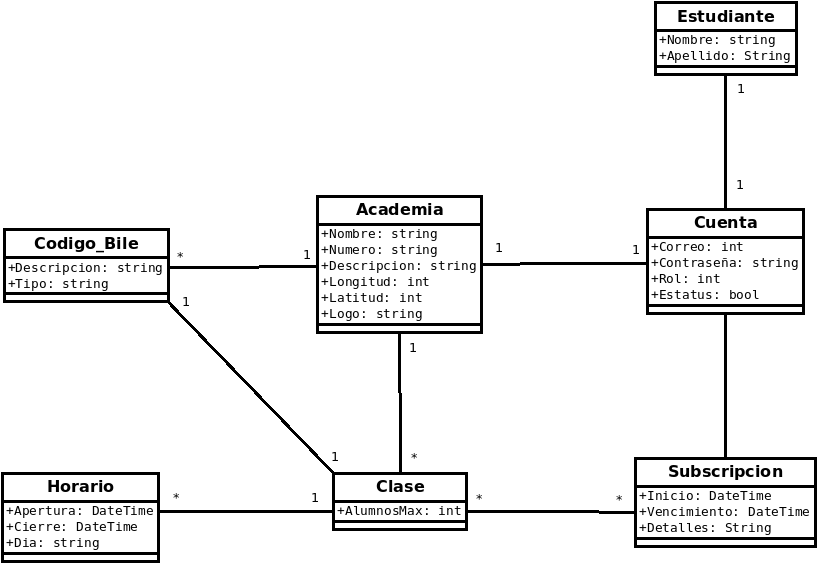 Estudiante
+Nombre: string
+Apellido: String
1
1
Academia
+Nombre: string
+Numero: string
+Descripcion: string
+Longitud: int
+Latitud: int
+Logo: string
Cuenta
+Correo: int
+Contraseña: string
+Rol: int
+Estatus: bool
Codigo_Bile
+Descripcion: string
+Tipo: string
*
1
1
1
1
1
*
1
Horario
+Apertura: DateTime
+Cierre: DateTime
+Dia: string
*
1
Clase
+AlumnosMax: int
*
*
Subscripcion
+Inicio: DateTime
+Vencimiento: DateTime
+Detalles: String